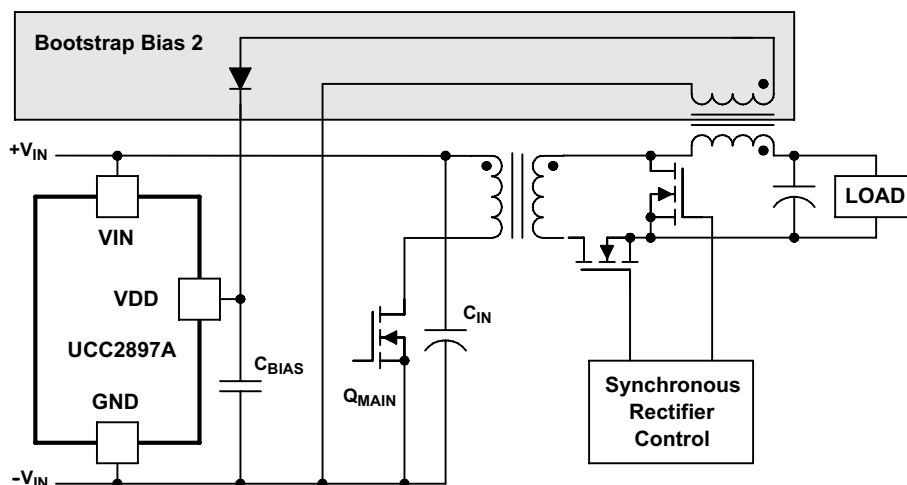 Bootstrap Bias 2
+VIN
VIN
VDD
UCC2897A
GND
CBIAS
QMAIN
CIN
LOAD
Synchronous
Rectifier
Control
−VIN